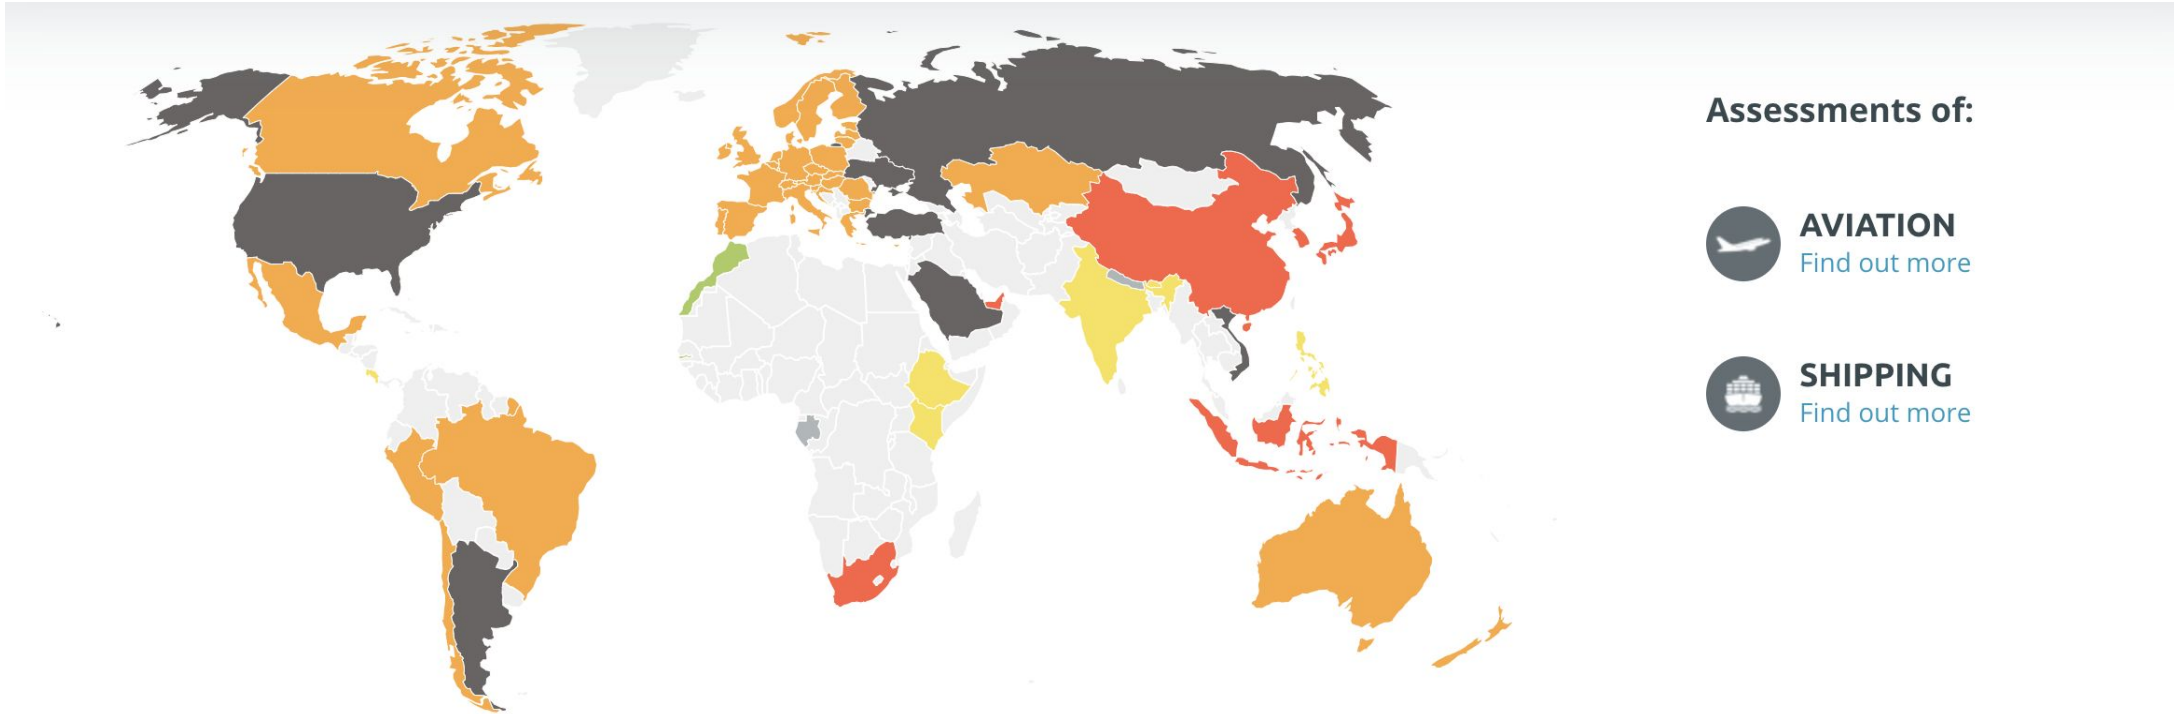 Assessments of:
AVIATION
Find out more
SHIPPING
Find out more